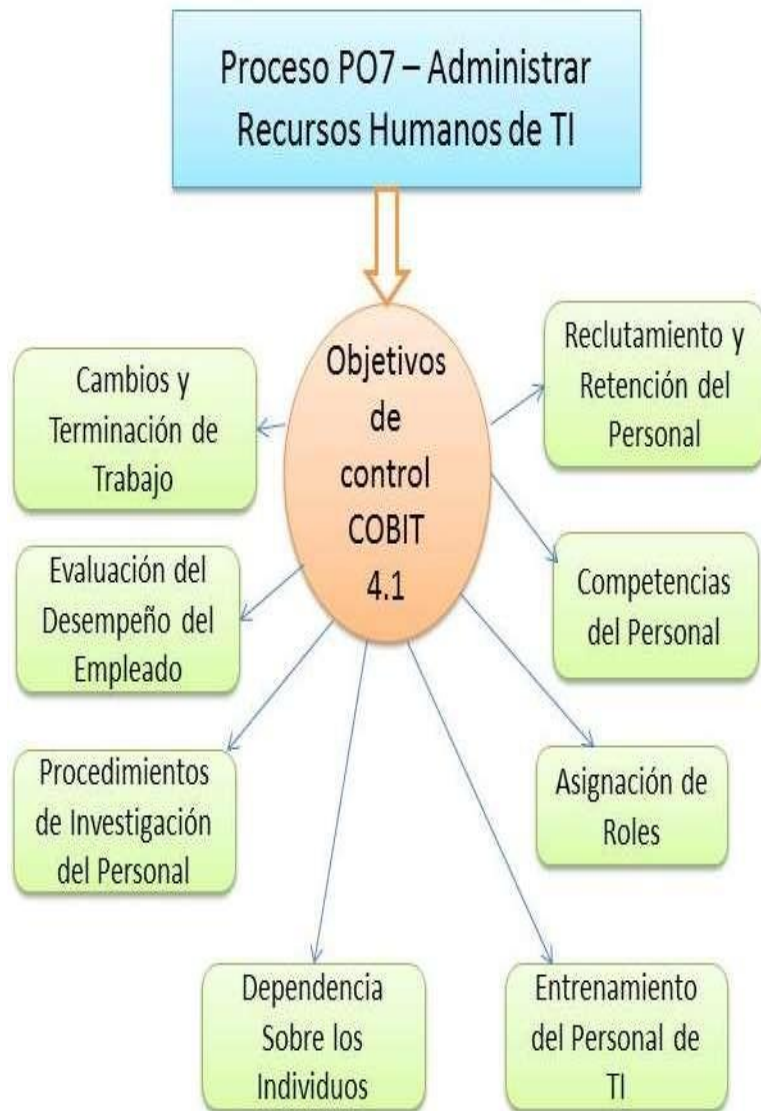 Proceso PO7 – Administrar
Recursos Humanos de TI
Objetivos
de
control
COBIT
4.1
Reclutamiento y
Retención del
Personal
Competencias
del Personal
Asignación de
Roles
Entrenamiento
del Personal de
TI
Dependencia
Sobre los
Individuos
Procedimientos
de Investigación
del Personal
Evaluación del
Desempeño del
Empleado
Cambios y
Terminación de
Trabajo